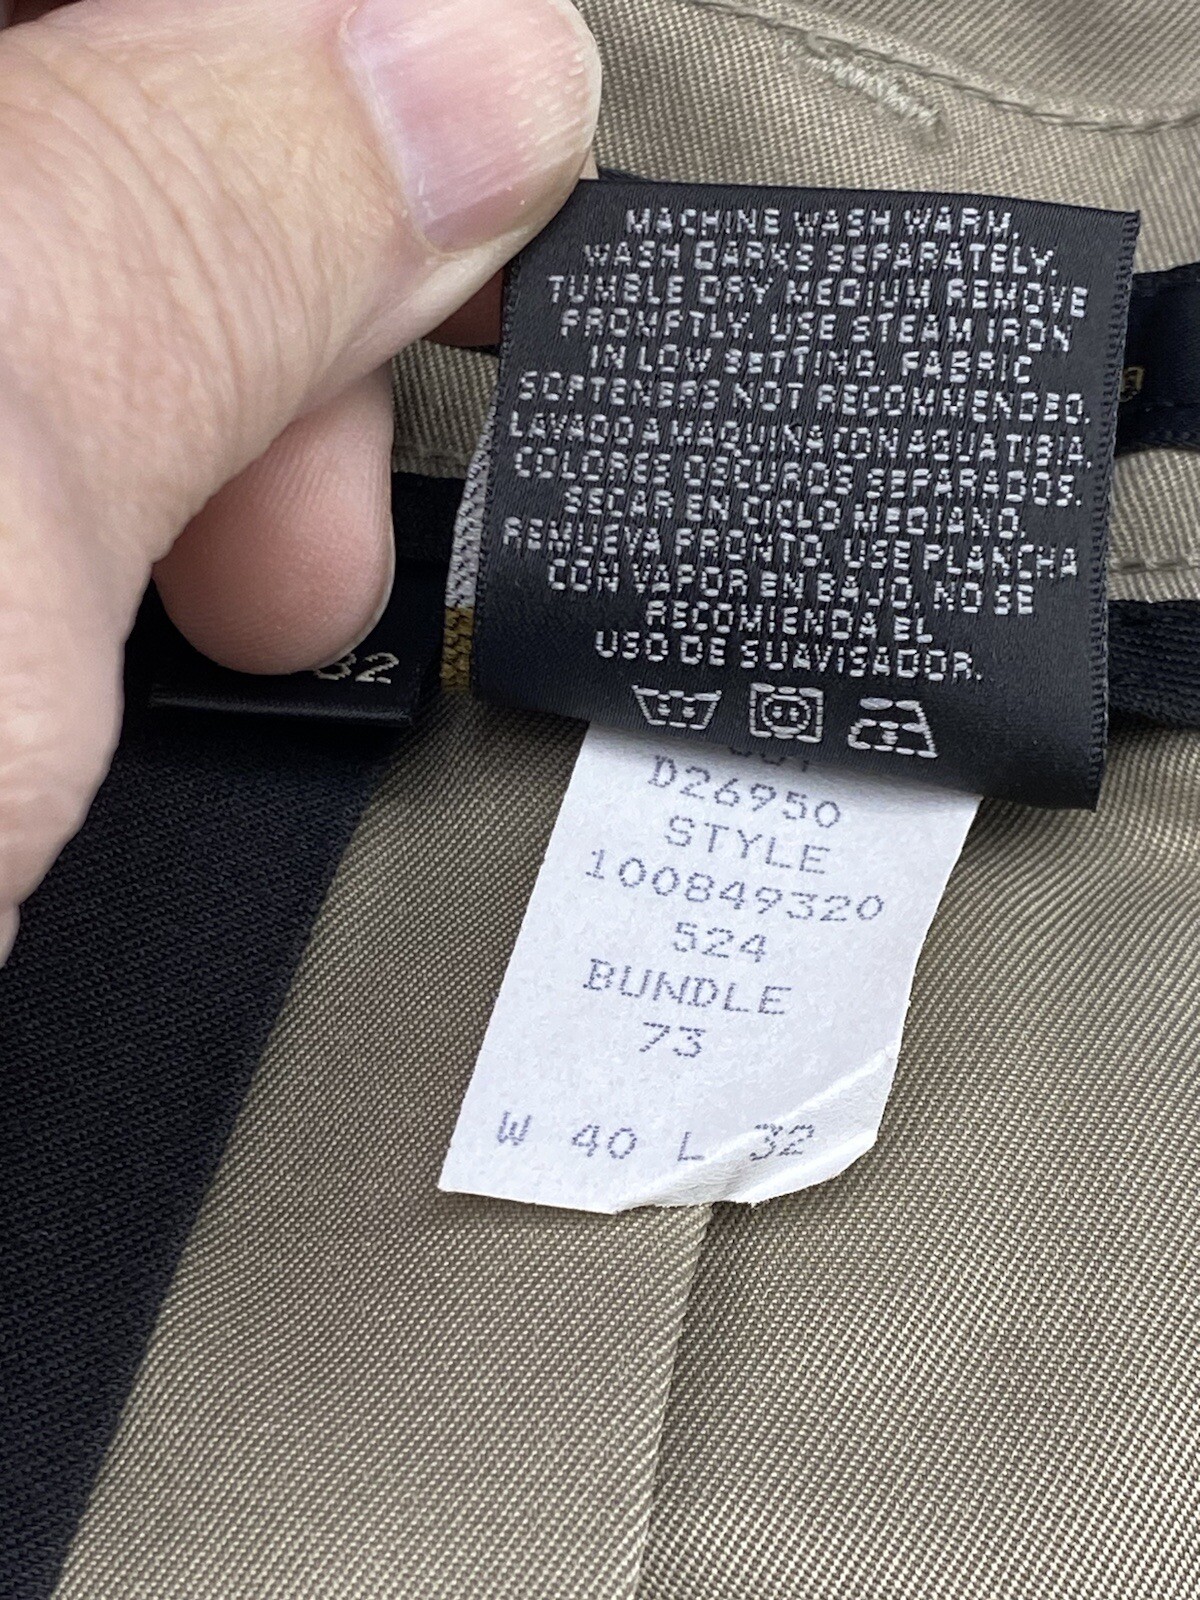 MACHINE WASH WARM
WASH DARKS SEPARATELY.
TUMBLE DRY MEDIUM REMOVE
PROMPTLY. USE STEAM IRON
IN LOW SETTING. FABRIC
SOFTENERS NOT RECOMMENDED.
LAVADO A MAQUINA CON AGUA TIBIA.
COLORES OSCUROS SEPARADOS.
SECAR EN CICLO MEDIANO.
REMUEVA PRONTO. USE PLANCHA
CON VAPOR EN BAJO. NO SE
RECOMIENDA EL
USO DE SUAVISADOR.
32
D26950
STYLE
100849320
524
BUNDLE
73
W 40 L 32